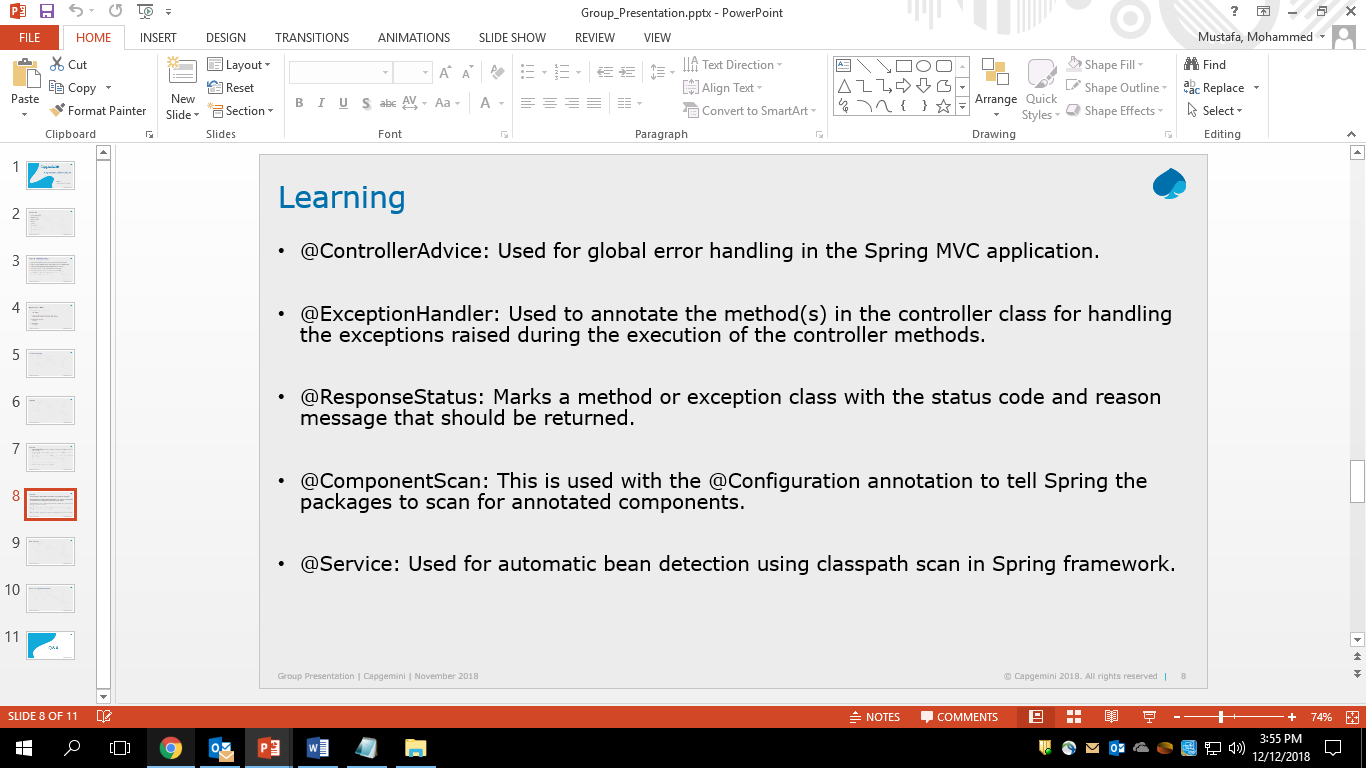 Group_Presentation.pptx - PowerPoint
?
FILE
HOME
INSERT
DESIGN
TRANSITIONS
ANIMATIONS
SLIDE SHOW
REVIEW
VIEW
Mustafa, Mohammed
Paste
Cut
Copy
Format Painter
Clipboard
New
Slide
Layout
Reset
Section
Slides
B I U S abc AV Aa A
Font
Text Direction
Align Text
Convert to SmartArt
Paragraph
Arrange
Quick
Styles
Shape Fill
Shape Outline
Shape Effects
Drawing
Find
Replace
Select
Editing
1
2
3
4
5
6
7
8
9
10
11
Learning
• @ControllerAdvice: Used for global error handling in the Spring MVC application.
• @ExceptionHandler: Used to annotate the method(s) in the controller class for handling
the exceptions raised during the execution of the controller methods.
• @ResponseStatus: Marks a method or exception class with the status code and reason
message that should be returned.
• @ComponentScan: This is used with the @Configuration annotation to tell Spring the
packages to scan for annotated components.
• @Service: Used for automatic bean detection using classpath scan in Spring framework.
Group Presentation | Capgemini | November 2018
© Capgemini 2018. All rights reserved | 8
SLIDE 8 OF 11
NOTES
COMMENTS
74%
3:55 PM
12/12/2018